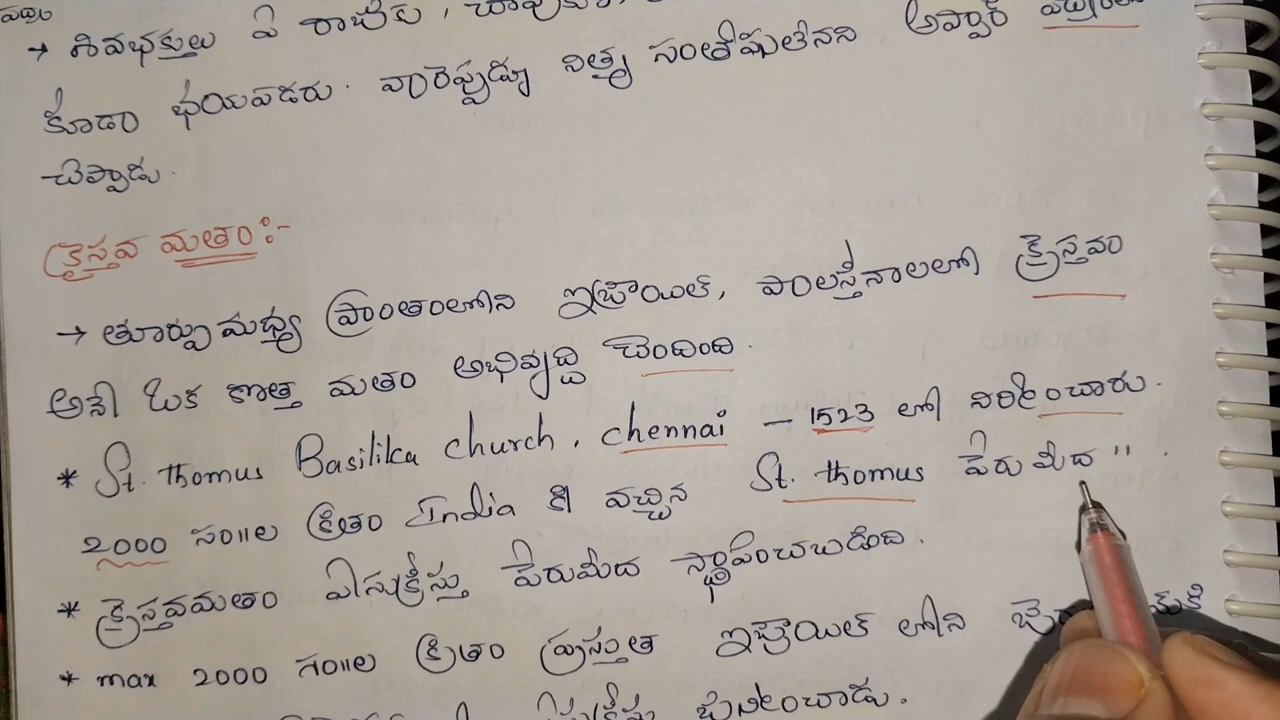 పద్యం
→ శివభక్తులు ఏ రాజుకు, చావుకూ,
కూడా భయపడరు. వారెప్పుడు నిత్య సంతోషులేనని అప్పార్
చెప్పాడు.
క్రైస్తవ మతం:-
→ తూర్పుమధ్య ప్రాంతంలోని ఇజ్రాయిల్, పాలస్తీనాలలో క్రైస్తవం
అనే ఒక కొత్త మతం అభివృద్ధి చెందింది.
* St. thomus Basilika church, chennai – 1523 లో నిర్మించారు.
2000 సం॥ల క్రితం India కి వచ్చిన St. thomus పేరు మీద".
* క్రైస్తవమతం ఏసుక్రీస్తు పేరుమీద స్థాపించబడింది.
* max 2000 సం॥ల క్రితం ప్రస్తుత ఇజ్రాయిల్ లోని
ఏసుక్రీస్తు జన్మించాడు.